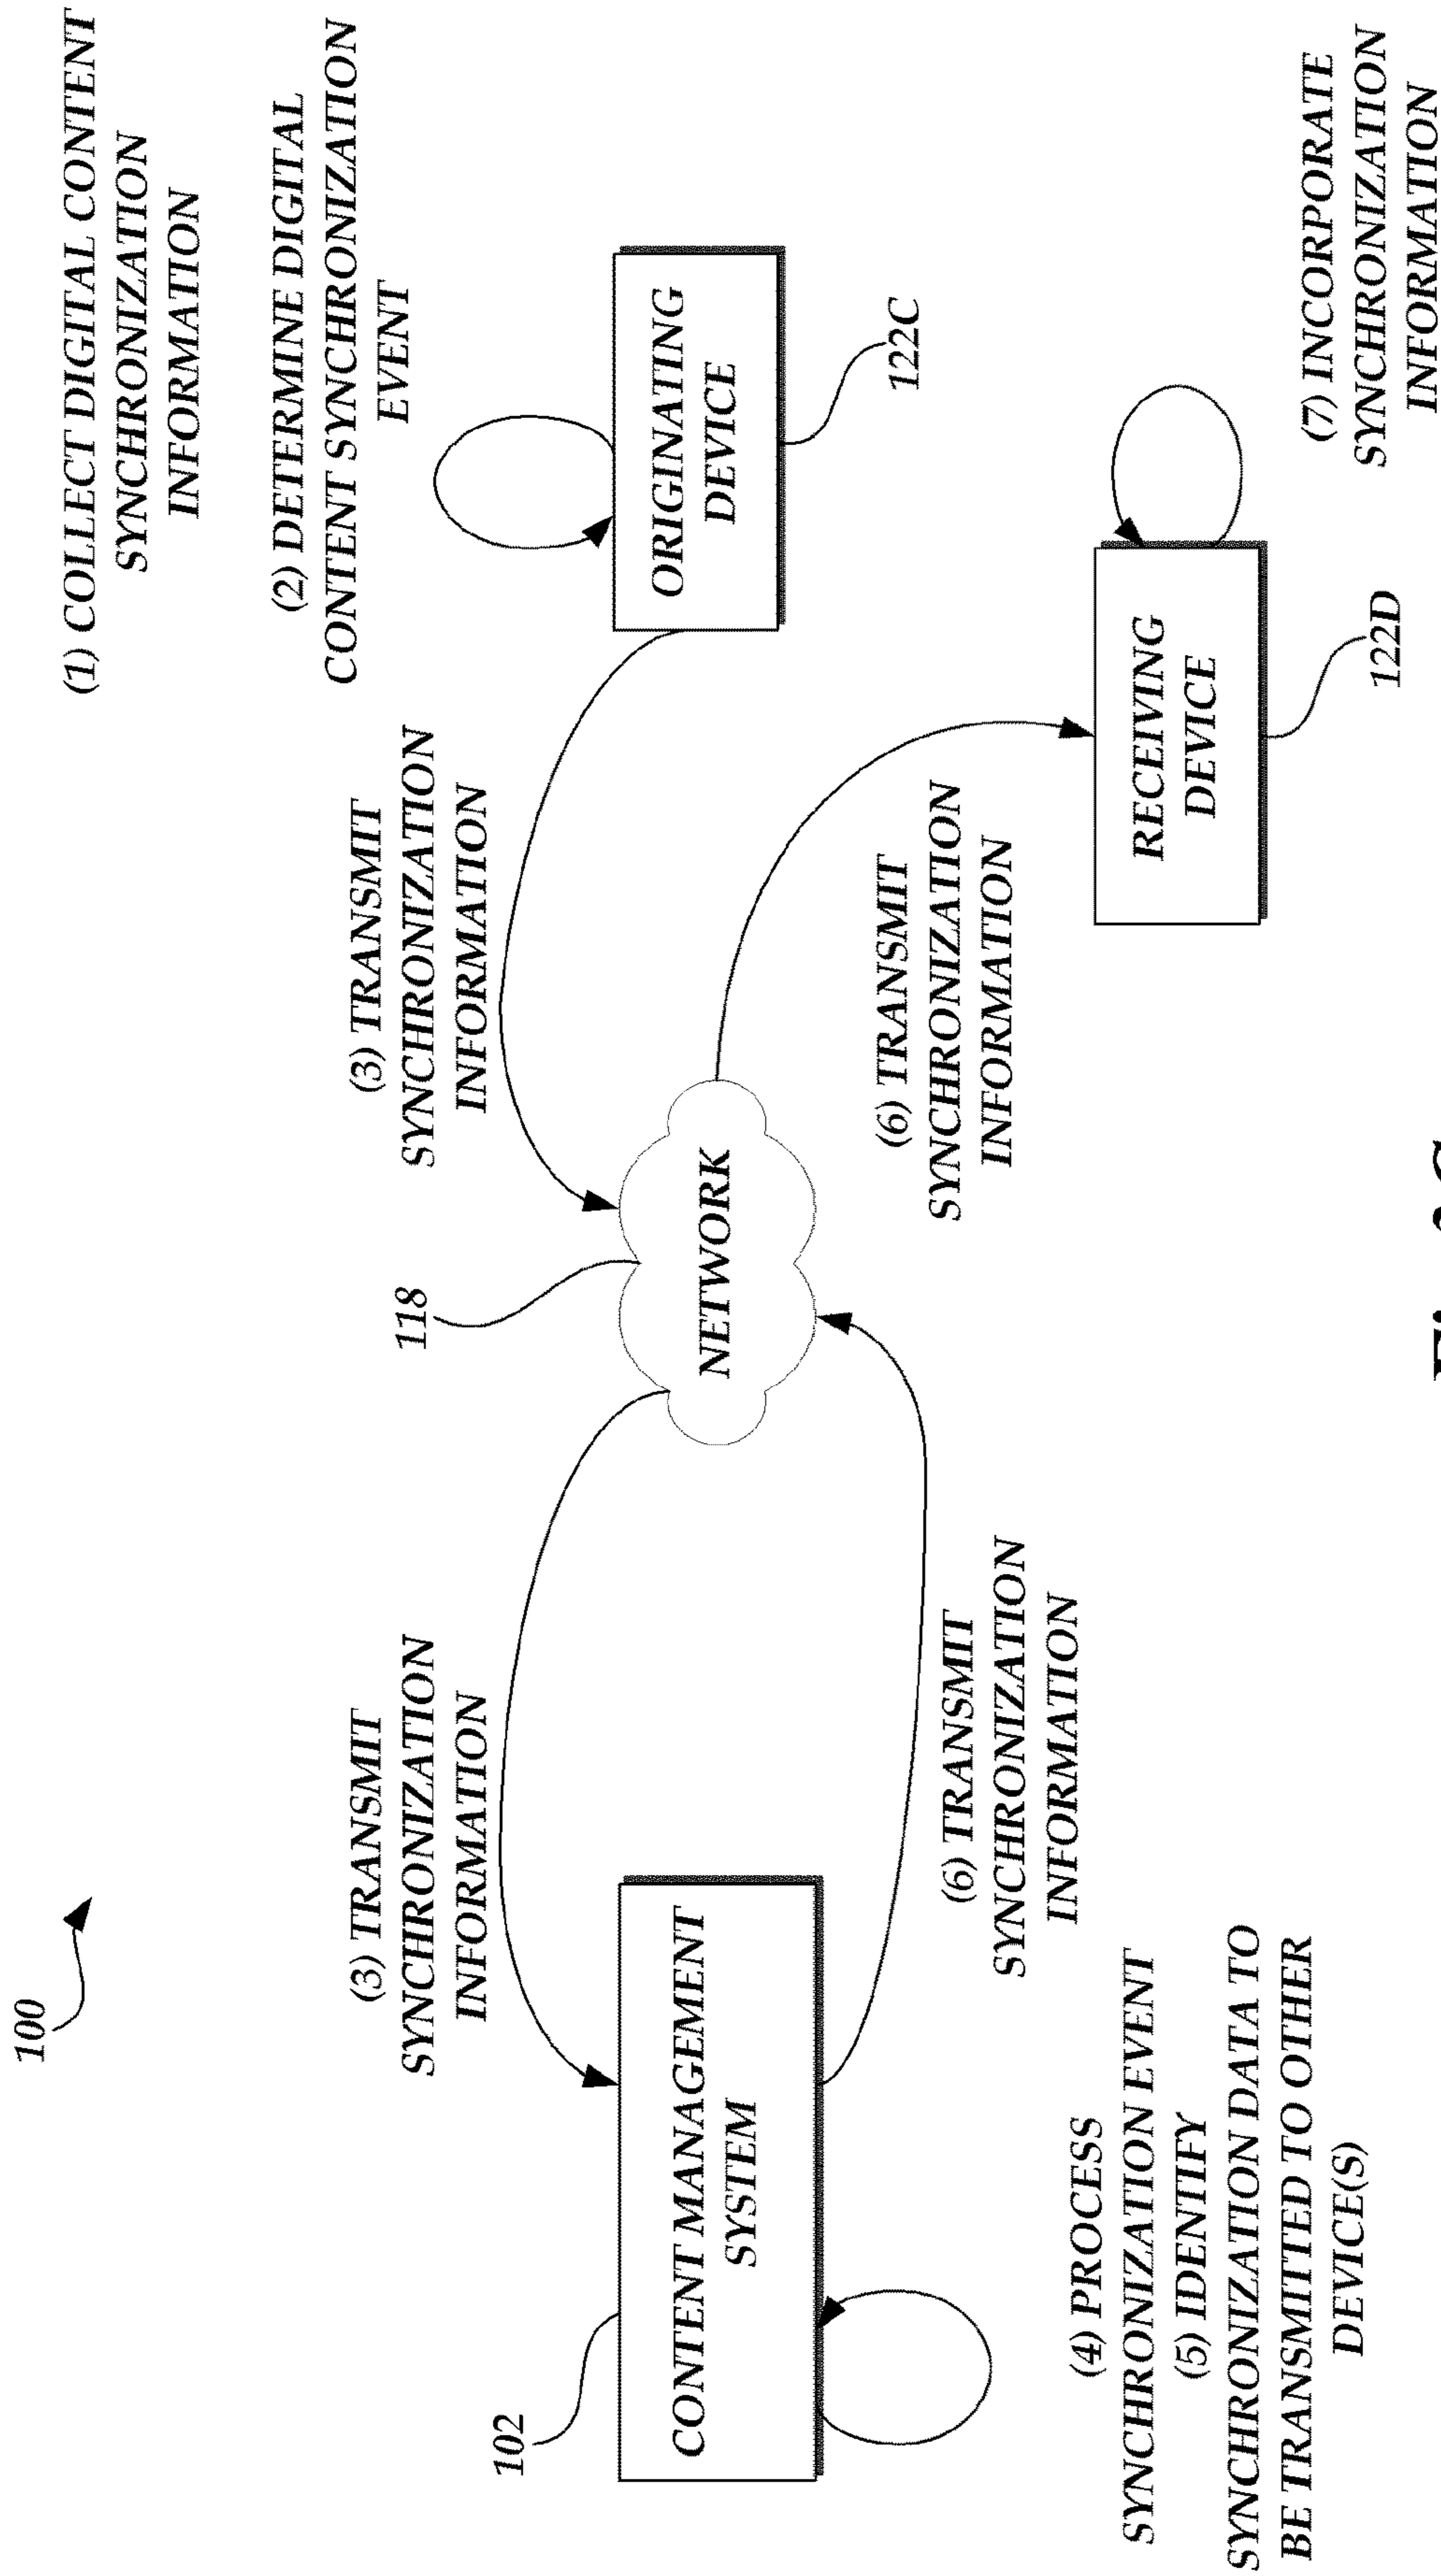 100
(1) COLLECT DIGITAL CONTENT
SYNCHRONIZATION
INFORMATION
(2) DETERMINE DIGITAL
CONTENT SYNCHRONIZATION
EVENT
(3) TRANSMIT
SYNCHRONIZATION
INFORMATION
118
(3) TRANSMIT
SYNCHRONIZATION
INFORMATION
102
CONTENT MANAGEMENT
SYSTEM
NETWORK
ORIGINATING
DEVICE
122C
(6) TRANSMIT
SYNCHRONIZATION
INFORMATION
(6) TRANSMIT
SYNCHRONIZATION
INFORMATION
RECEIVING
DEVICE
122D
(4) PROCESS
SYNCHRONIZATION EVENT
(5) IDENTIFY
SYNCHRONIZATION DATA TO
BE TRANSMITTED TO OTHER
DEVICE(S)
(7) INCORPORATE
SYNCHRONIZATION
INFORMATION